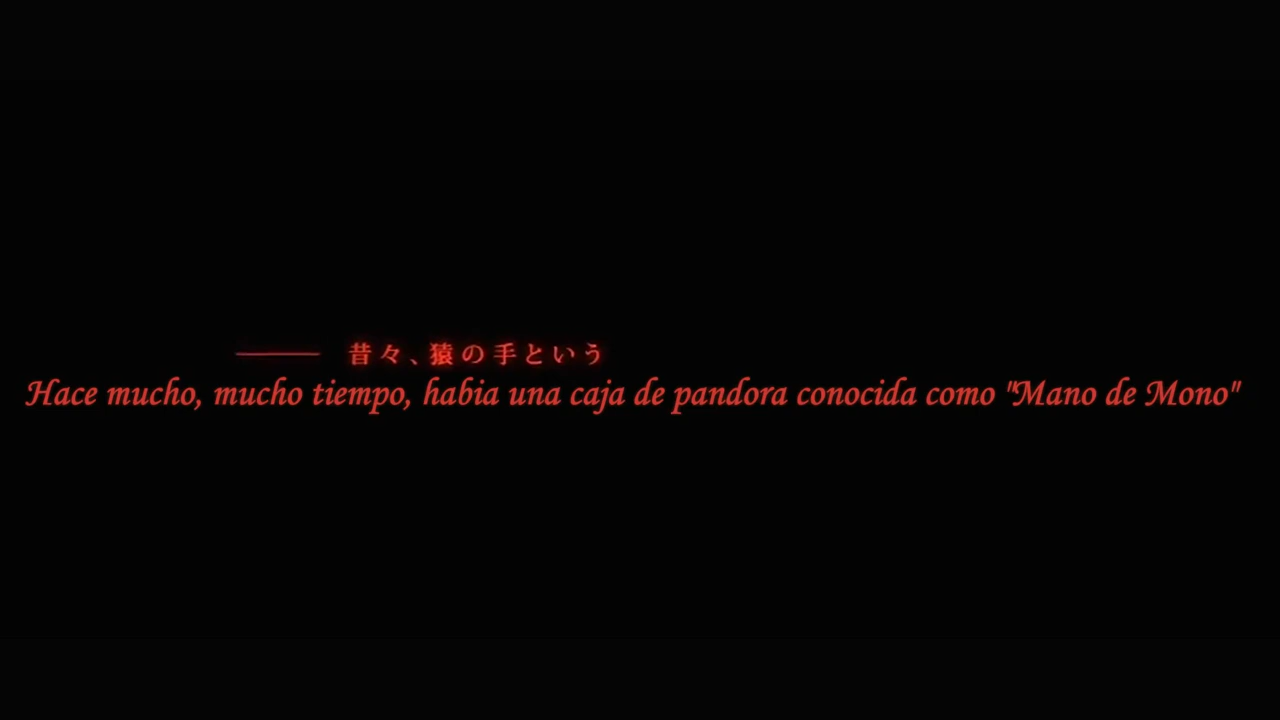 ——— 昔々、猿の手という
Hace mucho, mucho tiempo, habia una caja de pandora conocida como "Mano de Mono"